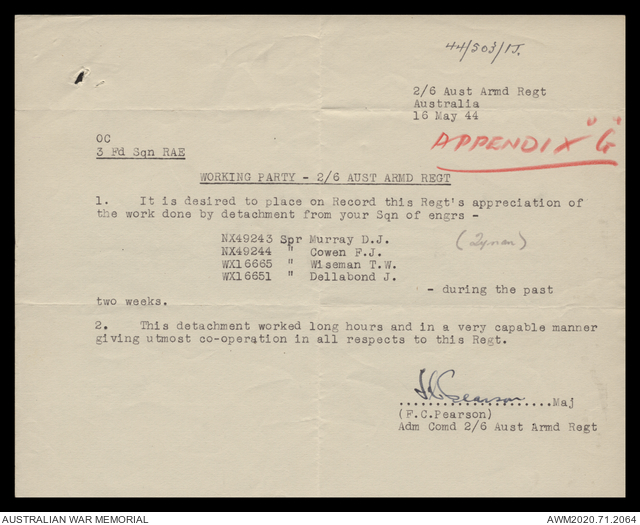 44/503/1J.
2/6 Aust Armd Regt
Australia
16 May 44
APPENDIX "G"
OC
3 Fd Sqn RAE
WORKING PARTY - 2/6 AUST ARMD REGT
1. It is desired to place on Record this Regt's appreciation of
the work done by detachment from your Sqn of engrs -
NX49243 Spr Murray D.J.
NX49244 " Cowen F.J.
WX16665 " Wiseman T.W.
WX16651 " Dellabond J.
- during the past
two weeks.
2. This detachment worked long hours and in a very capable manner
giving utmost co-operation in all respects to this Regt.
F C Pearson
....................Maj
(F.C.Pearson)
Adm Comd 2/6 Aust Armd Regt
AUSTRALIAN WAR MEMORIAL
AWM2020.71.2064